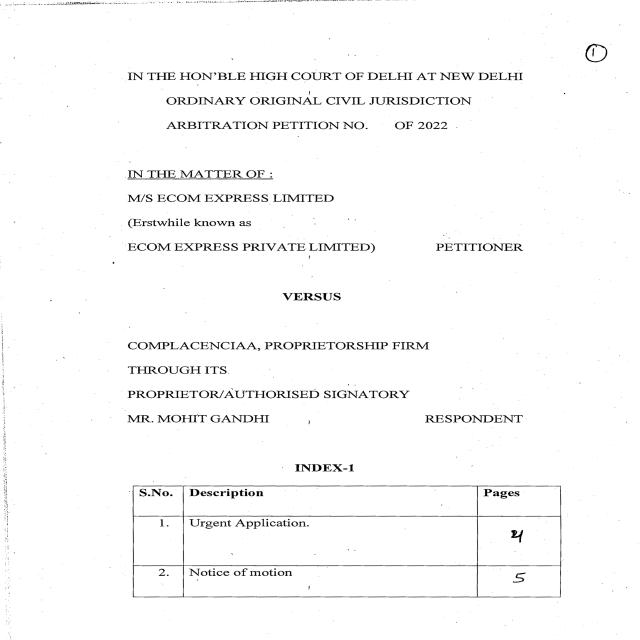 1
IN THE HON'BLE HIGH COURT OF DELHI AT NEW DELHI
ORDINARY ORIGINAL CIVIL JURISDICTION
ARBITRATION PETITION NO. OF 2022
IN THE MATTER OF :
M/S ECOM EXPRESS LIMITED
(Erstwhile known as
ECOM EXPRESS PRIVATE LIMITED) PETITIONER
VERSUS
COMPLACENCIAA, PROPRIETORSHIP FIRM
THROUGH ITS
PROPRIETOR/AUTHORISED SIGNATORY
MR. MOHIT GANDHI RESPONDENT
INDEX-1
S.No. Description Pages
1. Urgent Application. 4
2. Notice of motion 5